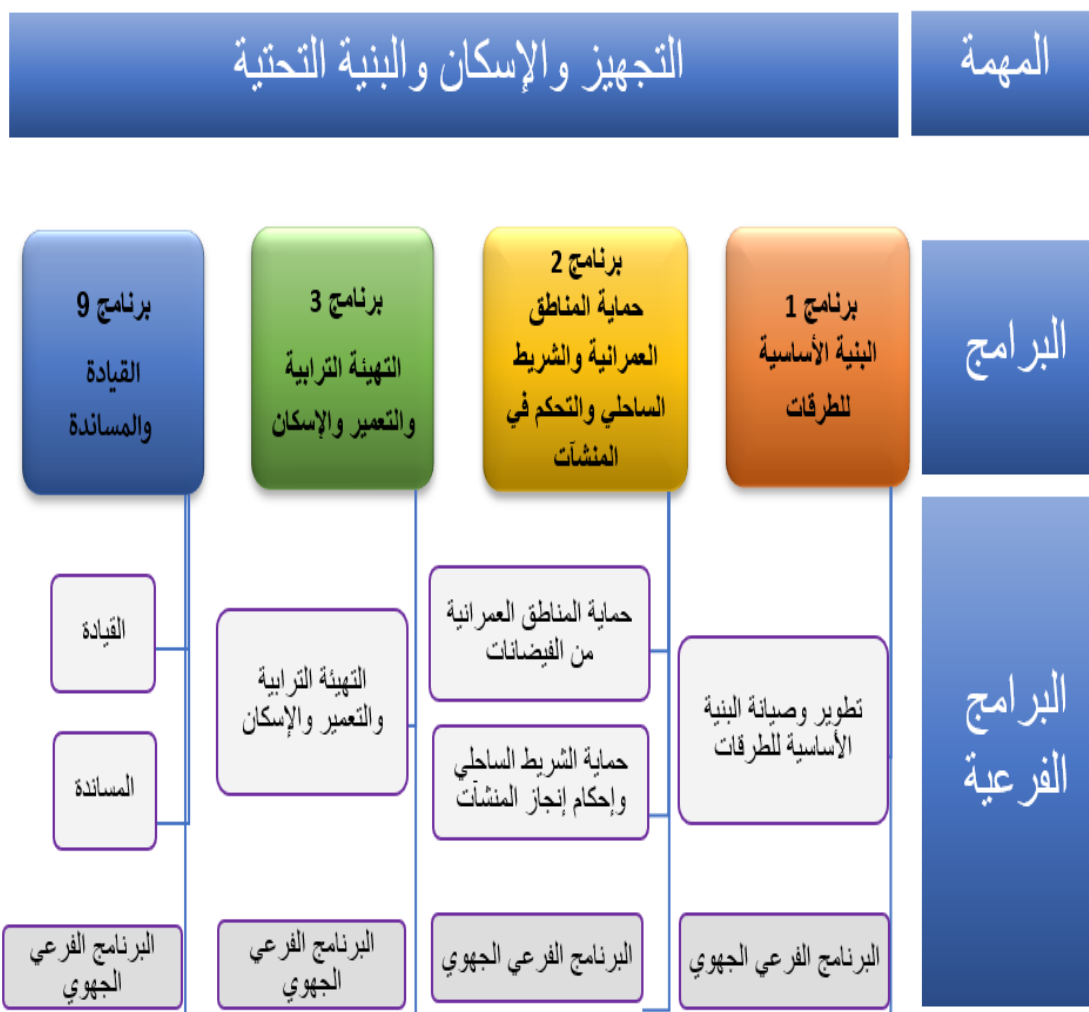 المهمة
التجهيز والإسكان والبنية التحتية
البرامج
برنامج 1
البنية الأساسية
للطرقات
برنامج 2
حماية المناطق
العمرانية والشريط
الساحلي والتحكم في
المنشآت
برنامج 3
التهيئة الترابية
والتعمير والإسكان
برنامج 9
القيادة
والمساندة
البرامج
الفرعية
تطوير وصيانة البنية
الأساسية للطرقات
البرنامج الفرعي الجهوي
حماية المناطق العمرانية
من الفيضانات
حماية الشريط الساحلي
وإحكام إنجاز المنشآت
البرنامج الفرعي الجهوي
التهيئة الترابية
والتعمير والإسكان
البرنامج الفرعي
الجهوي
القيادة
المساندة
البرنامج الفرعي
الجهوي